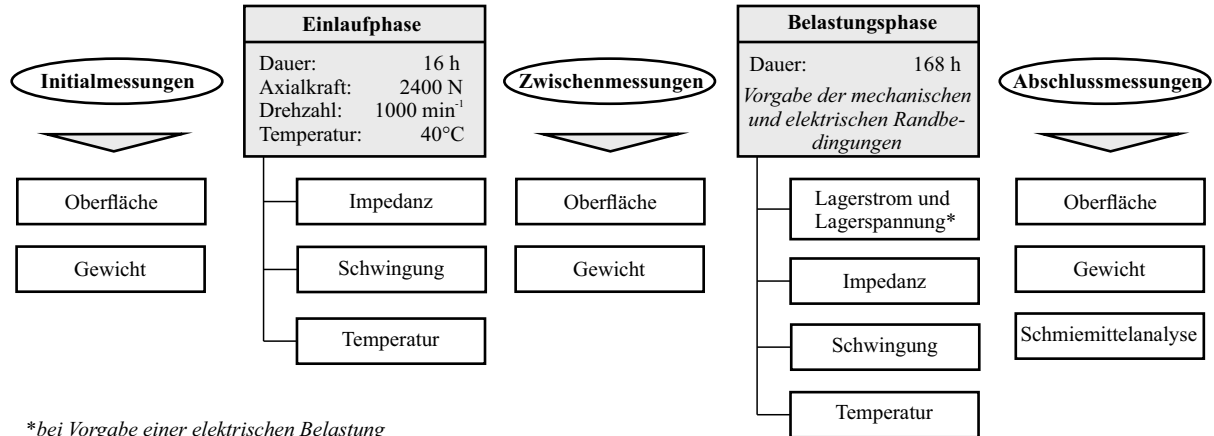 Initialmessungen
Oberfläche
Gewicht
Einlaufphase
Dauer: 16 h
Axialkraft: 2400 N
Drehzahl: 1000 min⁻¹
Temperatur: 40°C
Impedanz
Schwingung
Temperatur
Zwischenmessungen
Oberfläche
Gewicht
Belastungsphase
Dauer: 168 h
Vorgabe der mechanischen
und elektrischen Randbe-
dingungen
Lagerstrom und
Lagerspannung*
Impedanz
Schwingung
Temperatur
Abschlussmessungen
Oberfläche
Gewicht
Schmiemittelanalyse
*bei Vorgabe einer elektrischen Belastung